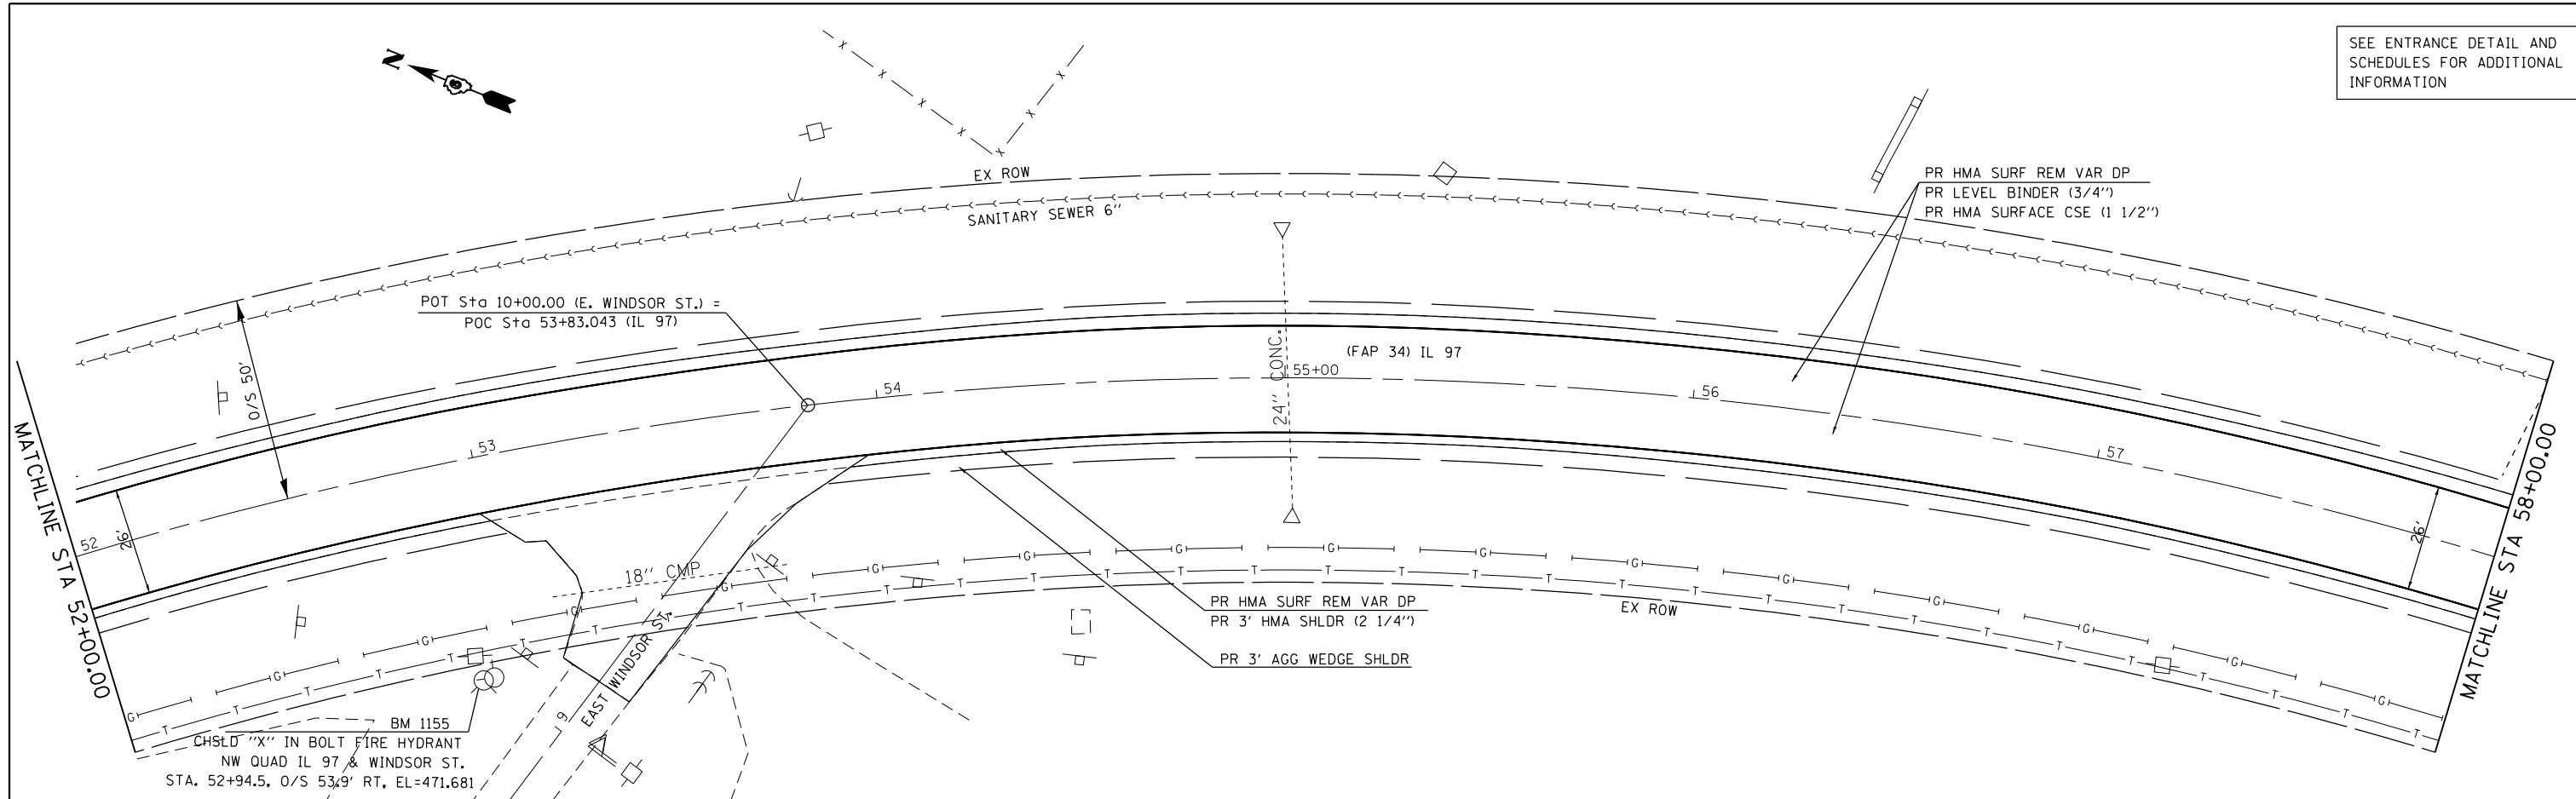 SEE ENTRANCE DETAIL AND
SCHEDULES FOR ADDITIONAL
INFORMATION
N
EX ROW
SANITARY SEWER 6"
PR HMA SURF REM VAR DP
PR LEVEL BINDER (3/4")
PR HMA SURFACE CSE (1 1/2")
POT Sta 10+00.00 (E. WINDSOR ST.) =
POC Sta 53+83.043 (IL 97)
O/S 50'
(FAP 34) IL 97
24" CONC.
52
53
54
55+00
56
57
26'
26'
MATCHLINE STA 52+00.00
MATCHLINE STA 58+00.00
18" CMP
EAST WINDSOR ST.
9
PR HMA SURF REM VAR DP
PR 3' HMA SHLDR (2 1/4")
PR 3' AGG WEDGE SHLDR
EX ROW
BM 1155
CHSLD "X" IN BOLT FIRE HYDRANT
NW QUAD IL 97 & WINDSOR ST.
STA. 52+94.5, O/S 53.9' RT, EL=471.681